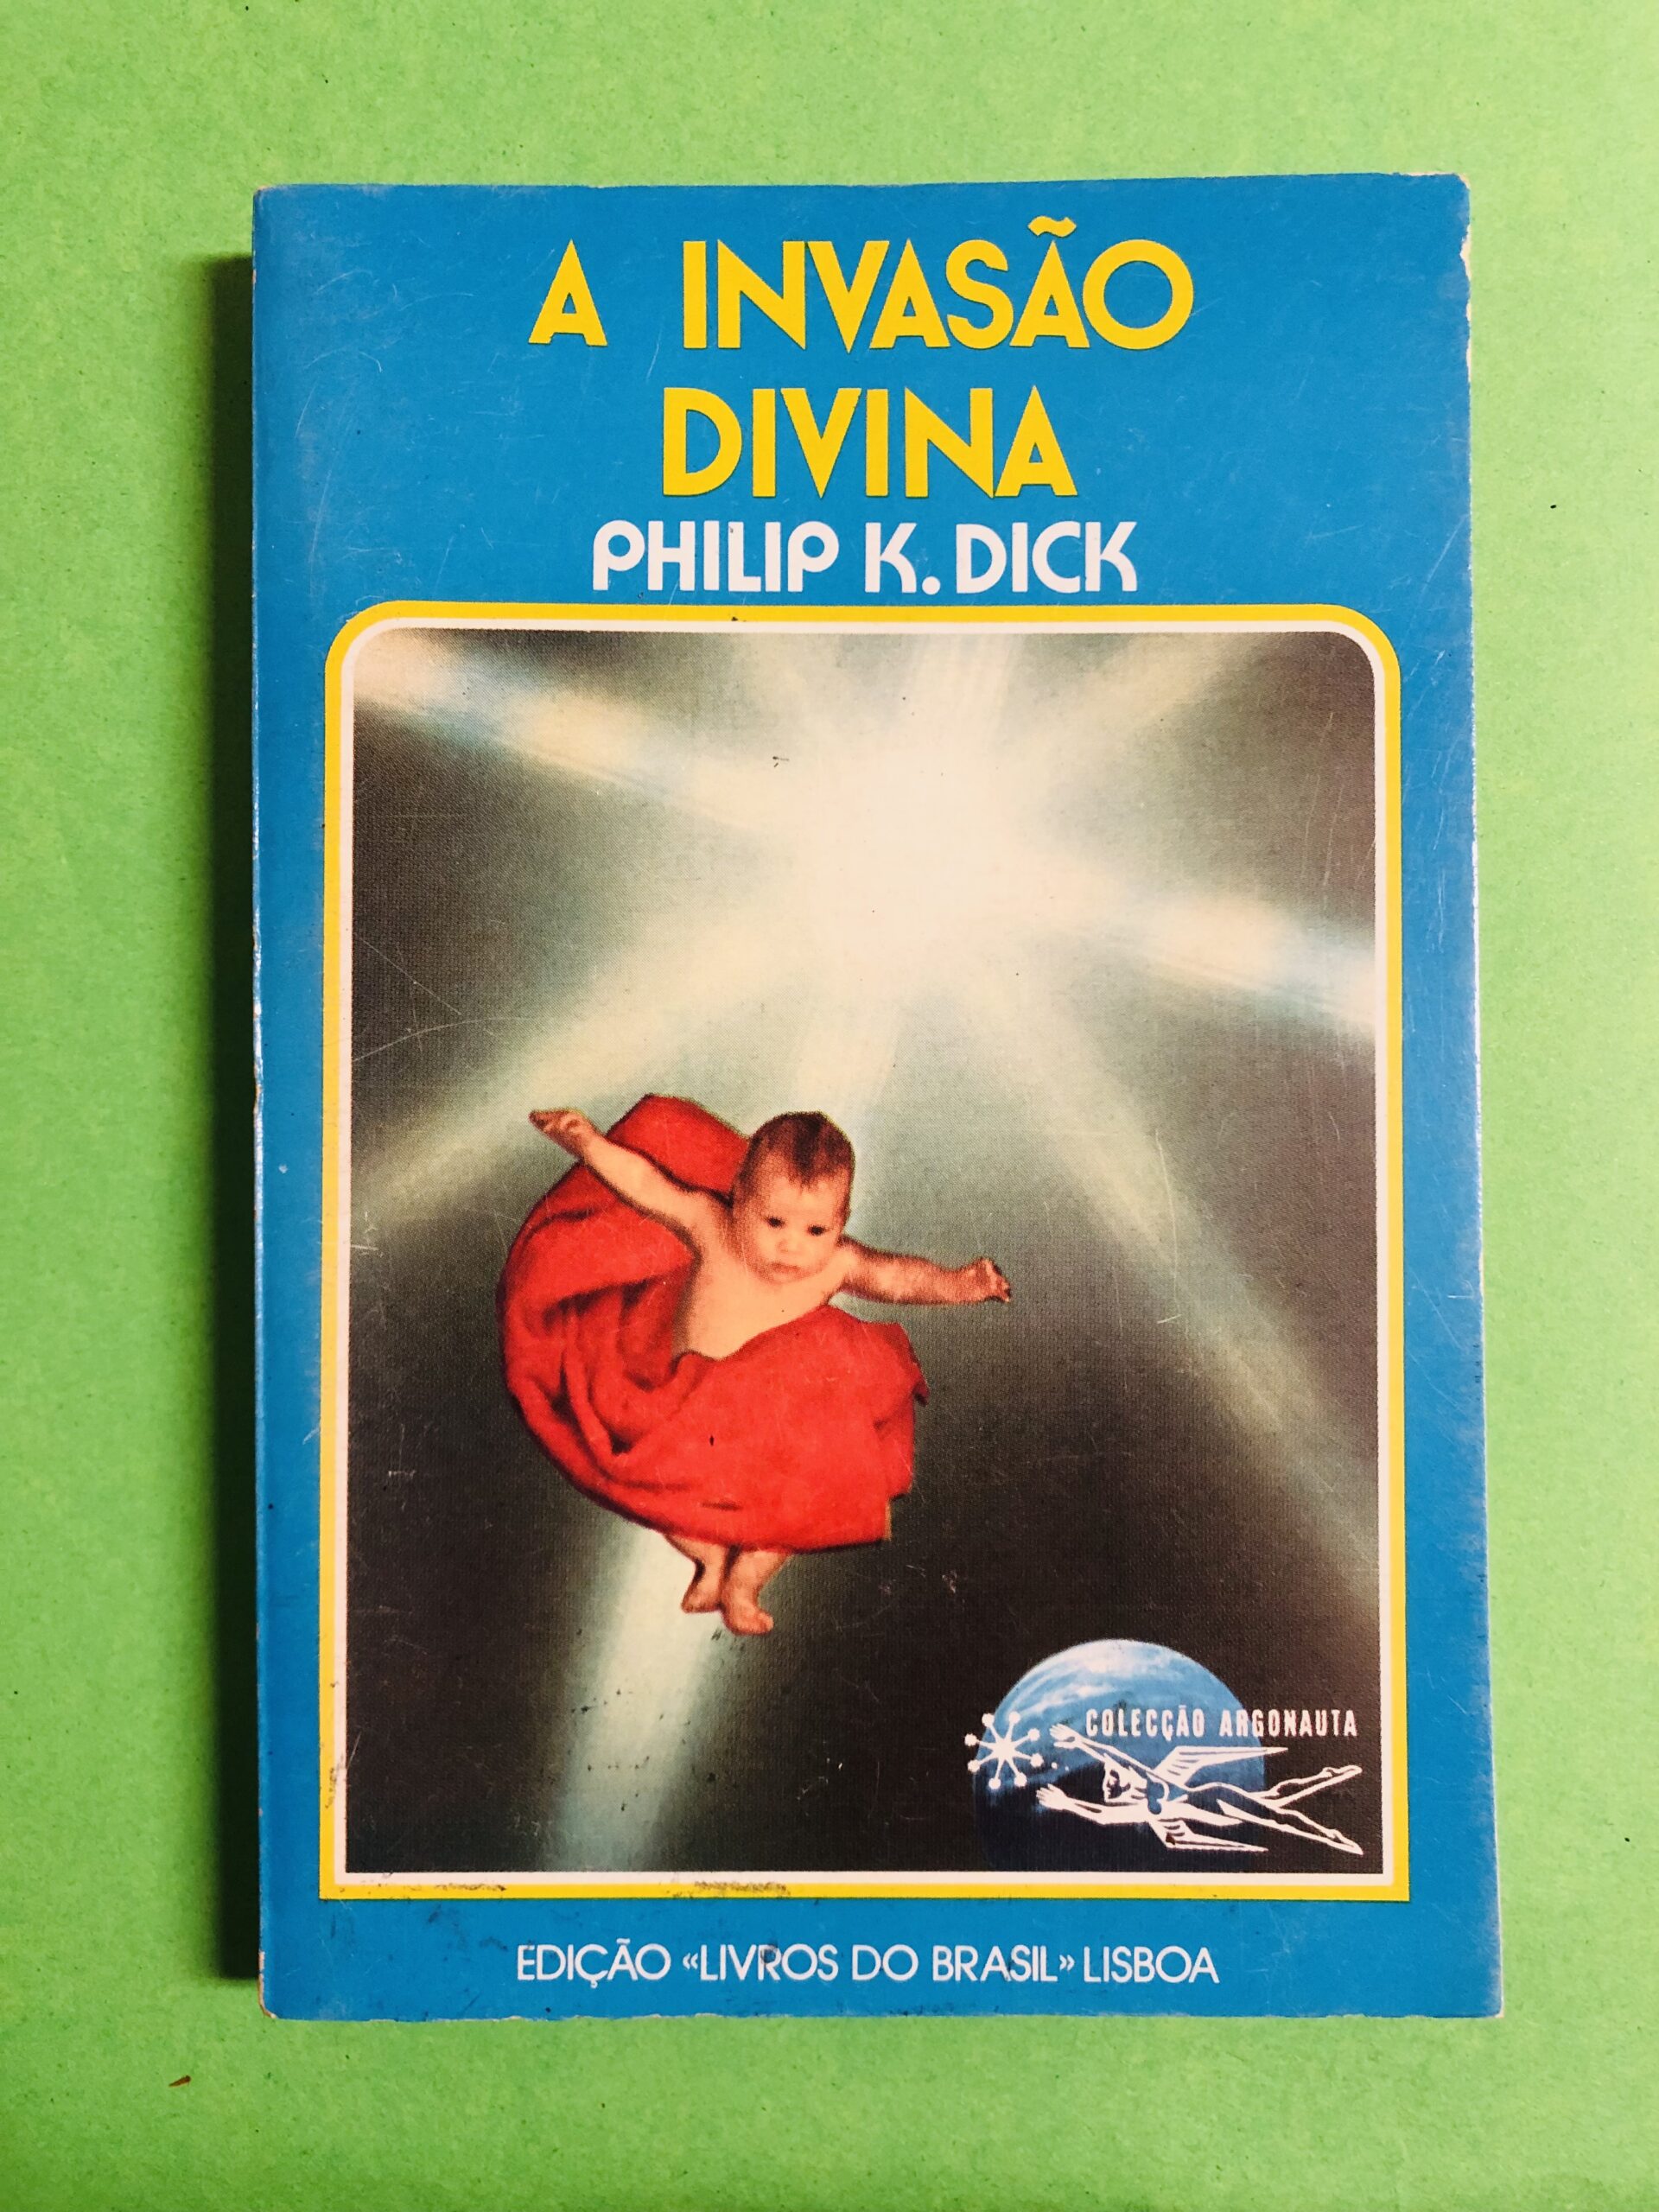 A INVASÃO
DIVINA
PHILIP K. DICK
COLECÇÃO ARGONAUTA
EDIÇÃO «LIVROS DO BRASIL» LISBOA